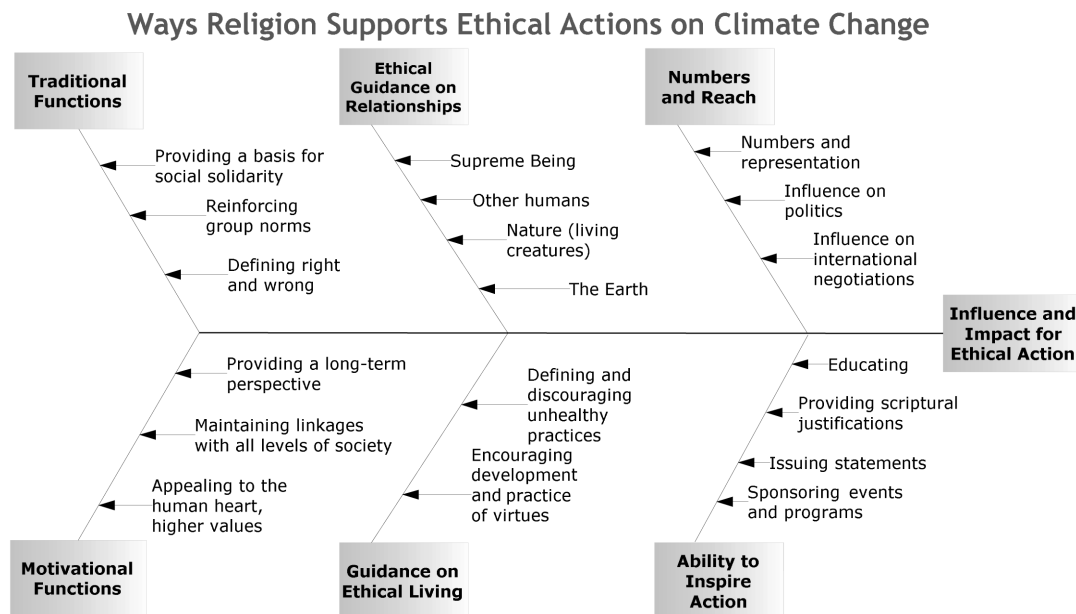 Ways Religion Supports Ethical Actions on Climate Change
Traditional
Functions
Ethical
Guidance on
Relationships
Numbers
and Reach
Providing a basis for
social solidarity
Reinforcing
group norms
Defining right
and wrong
Supreme Being
Other humans
Nature (living
creatures)
The Earth
Numbers and
representation
Influence on
politics
Influence on
international
negotiations
Influence and
Impact for
Ethical Action
Providing a long-term
perspective
Maintaining linkages
with all levels of society
Appealing to the
human heart,
higher values
Defining and
discouraging
unhealthy
practices
Encouraging
development
and practice
of virtues
Educating
Providing scriptural
justifications
Issuing statements
Sponsoring events
and programs
Motivational
Functions
Guidance on
Ethical Living
Ability to
Inspire
Action